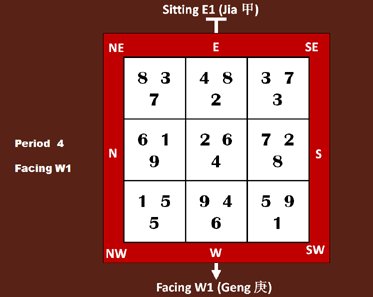 Sitting E1 (Jia 甲)
NE E SE
8 3 4 8 3 7
7 2 3
Period 4
6 1 2 6 7 2
N 9 4 8 S
Facing W1
1 5 9 4 5 9
5 6 1
NW W SW
Facing W1 (Geng 庚)